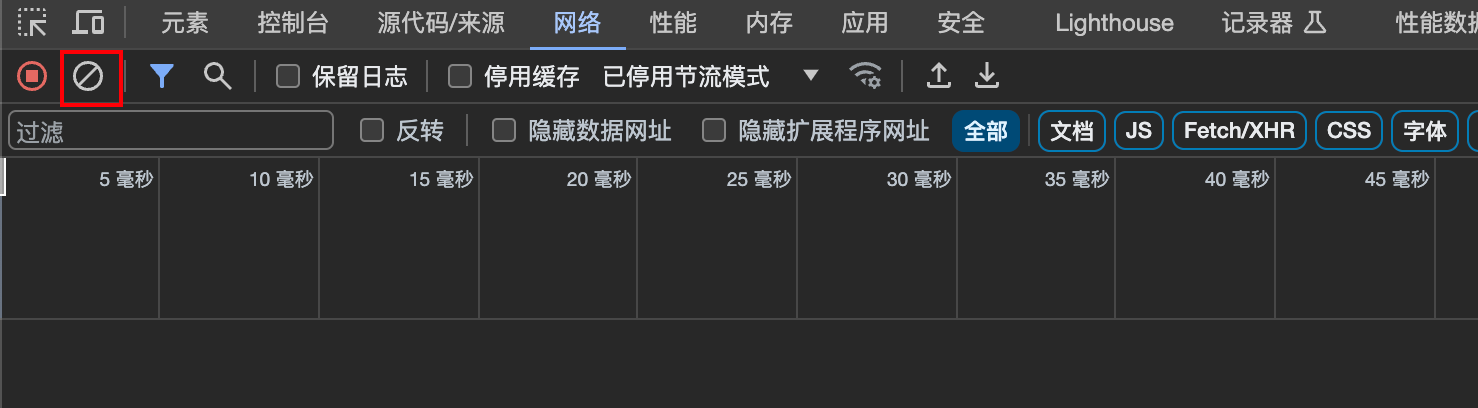 元素 控制台 源代码/来源 网络 性能 内存 应用 安全 Lighthouse 记录器 性能数据
保留日志 停用缓存 已停用节流模式
过滤 反转 隐藏数据网址 隐藏扩展程序网址 全部 文档 JS Fetch/XHR CSS 字体
5 毫秒 10 毫秒 15 毫秒 20 毫秒 25 毫秒 30 毫秒 35 毫秒 40 毫秒 45 毫秒